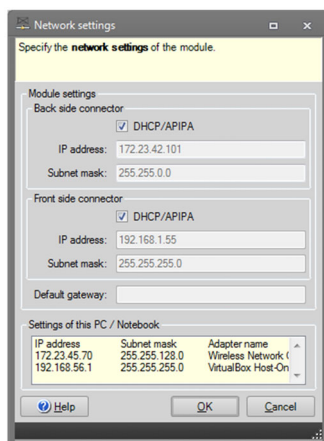 Network settings
Specify the network settings of the module.
Module settings
Back side connector
DHCP/APIPA
IP address: 172.23.42.101
Subnet mask: 255.255.0.0
Front side connector
DHCP/APIPA
IP address: 192.168.1.55
Subnet mask: 255.255.255.0
Default gateway:
Settings of this PC / Notebook
IP address Subnet mask Adapter name
172.23.45.70 255.255.128.0 Wireless Network (
192.168.56.1 255.255.255.0 VirtualBox Host-On
Help OK Cancel